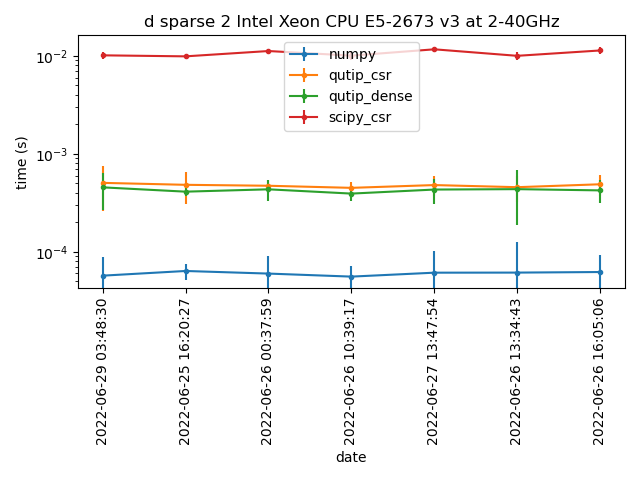 d sparse 2 Intel Xeon CPU E5-2673 v3 at 2-40GHz
time (s)
10⁻²
10⁻³
10⁻⁴
numpy
qutip_csr
qutip_dense
scipy_csr
2022-06-29 03:48:30
2022-06-25 16:20:27
2022-06-26 00:37:59
2022-06-26 10:39:17
2022-06-27 13:47:54
2022-06-26 13:34:43
2022-06-26 16:05:06
date